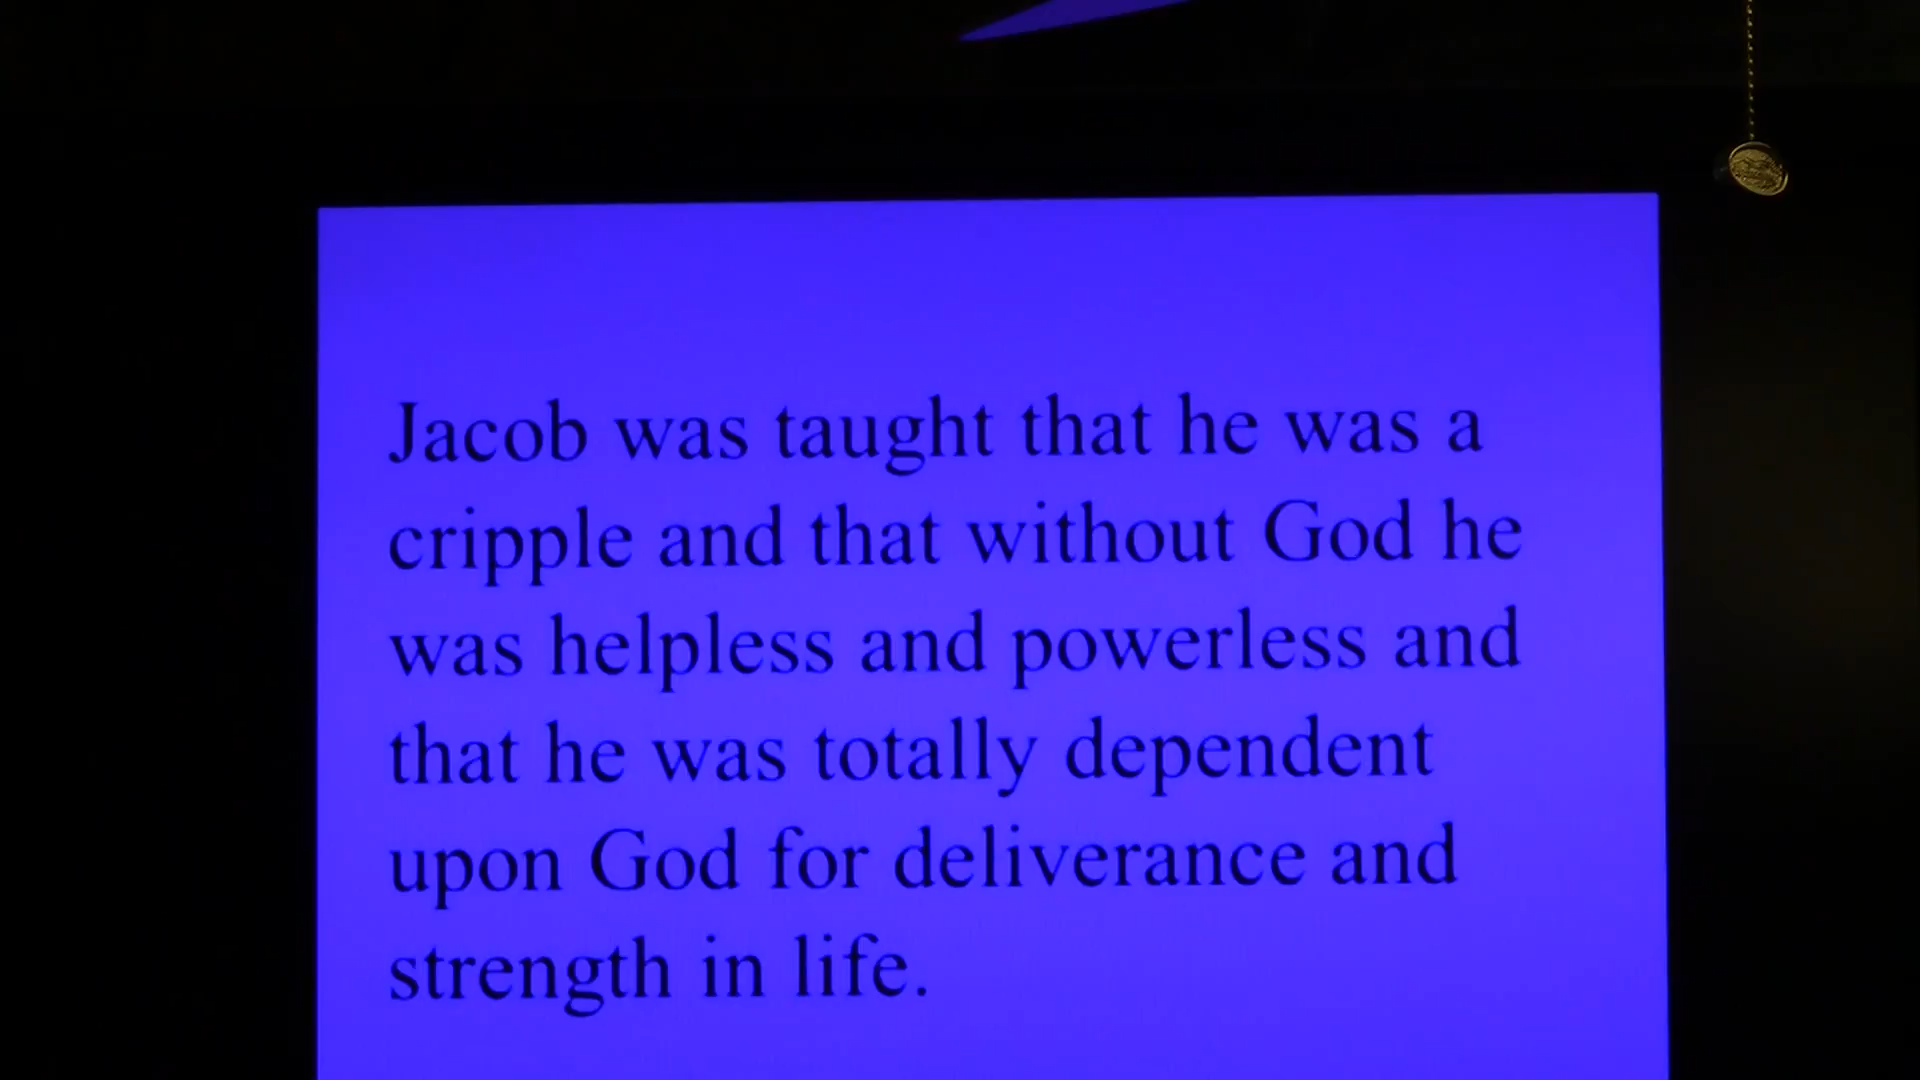 Jacob was taught that he was a
cripple and that without God he
was helpless and powerless and
that he was totally dependent
upon God for deliverance and
strength in life.